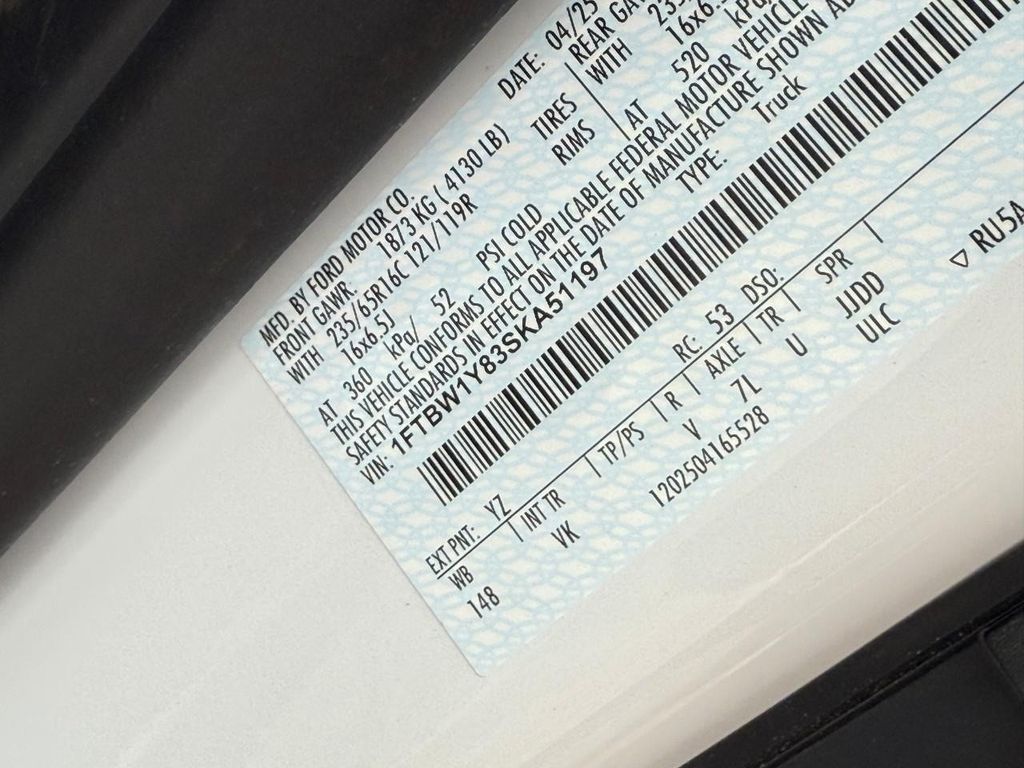 MFD. BY FORD MOTOR CO.
DATE: 04/25
FRONT GAWR: 1873 KG ( 4130 LB)
REAR GA
WITH 235/65R16C 121/119R TIRES WITH 235
16x6.5J RIMS 16x6.5
AT 360 kPa/ 52 PSI COLD AT 520 kPa/
THIS VEHICLE CONFORMS TO ALL APPLICABLE FEDERAL MOTOR VEHICLE
SAFETY STANDARDS IN EFFECT ON THE DATE OF MANUFACTURE SHOWN AB
VIN: 1FTBW1Y83SKA51197 TYPE: Truck
EXT PNT: YZ RC: 53 DSO:
WB INT TR TP/PS R AXLE TR SPR
148 VK V 7L U JJDD
1202504165528 ULC
▽ RU5A